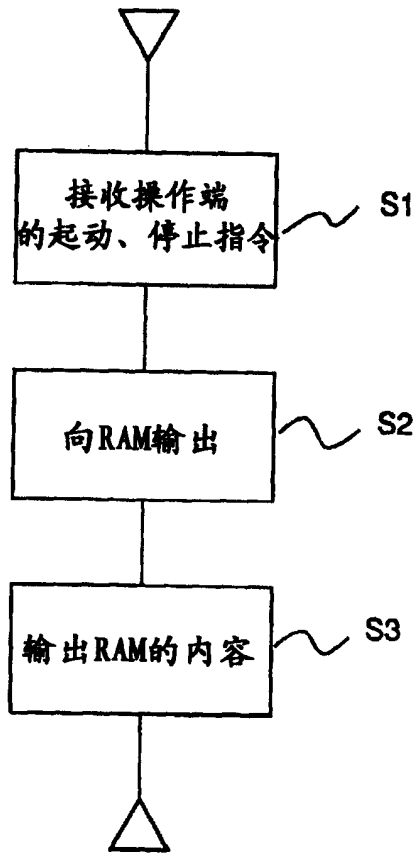 接收操作端
的起动、停止指令
S1
向RAM输出
S2
输出RAM的内容
S3